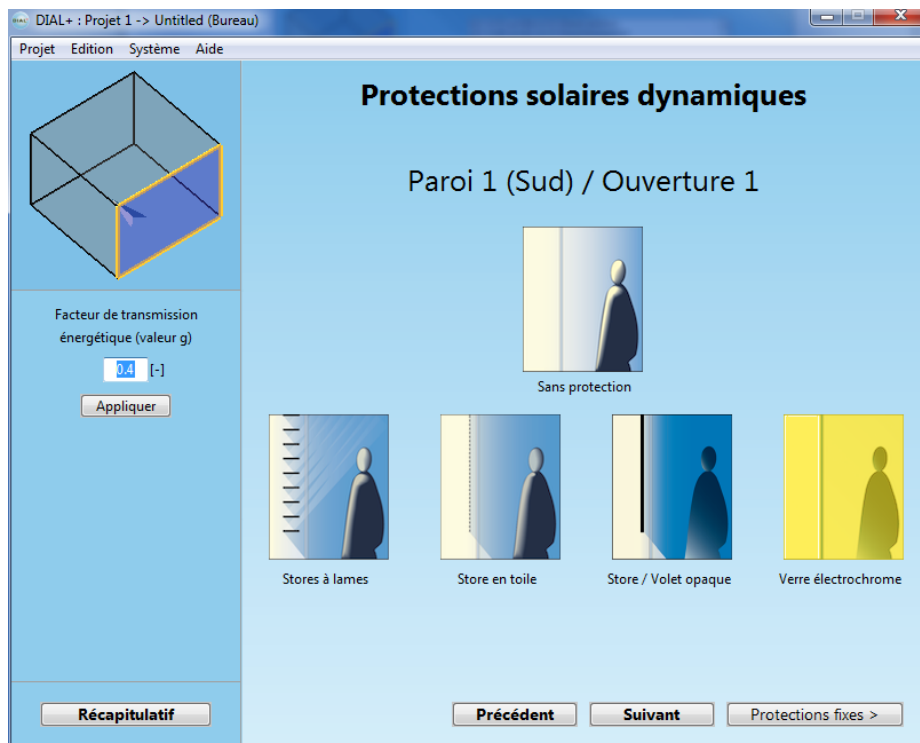 DIAL+ : Projet 1 -> Untitled (Bureau)
Projet Edition Système Aide
Protections solaires dynamiques
Paroi 1 (Sud) / Ouverture 1
Facteur de transmission
énergétique (valeur g)
0.4 [-]
Appliquer
Sans protection
Stores à lames
Store en toile
Store / Volet opaque
Verre électrochrome
Récapitulatif
Précédent
Suivant
Protections fixes >